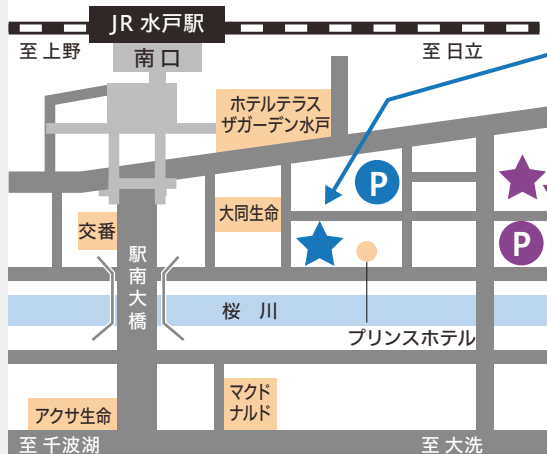 JR 水戸駅
至 上野
南口
至 日立
ホテルテラス
ザガーデン水戸
P
大同生命
交番
P
駅南大橋
桜 川
プリンスホテル
マクド
ナルド
アクサ生命
至 千波湖
至 大洗